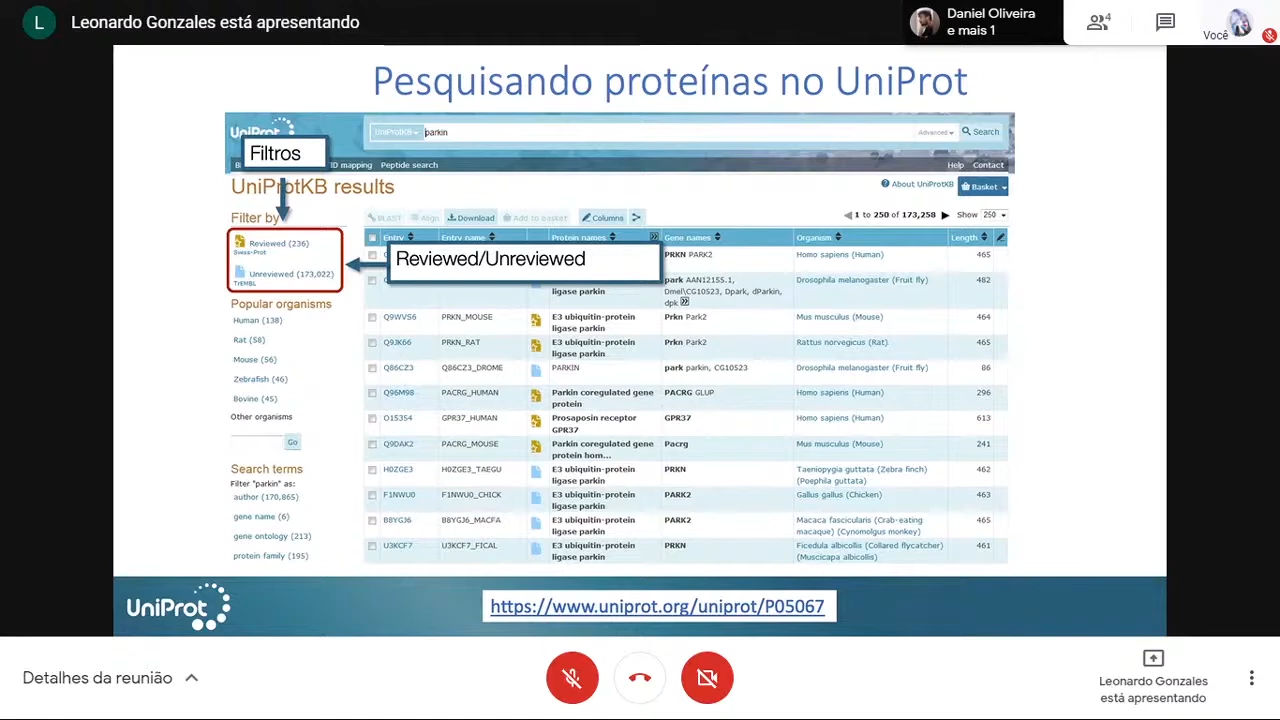 L
Leonardo Gonzales está apresentando
Daniel Oliveira
e mais 1
4
Você
Pesquisando proteínas no UniProt
UniProt
UniProtKB
parkin
Advanced
Search
Filtros
ID mapping
Peptide search
Help
Contact
UniProtKB results
About UniProtKB
Basket
Filter by
BLAST
Align
Download
Add to basket
Columns
1 to 250 of 173,258
Show
250
Reviewed (236)
Swiss-Prot
Unreviewed (173,022)
TrEMBL
Reviewed/Unreviewed
Popular organisms
Human (138)
Rat (58)
Mouse (56)
Zebrafish (46)
Bovine (45)
Other organisms
Go
Search terms
Filter "parkin" as:
author (170,865)
gene name (6)
gene ontology (213)
protein family (195)
Entry
Entry name
Protein names
Gene names
Organism
Length
PRKN PARK2
Homo sapiens (Human)
465
ligase parkin
park AAN12155.1,
Dmel\CG10523, Dpark, dParkin,
dpk
Drosophila melanogaster (Fruit fly)
482
Q9WVS6
PRKN_MOUSE
E3 ubiquitin-protein
ligase parkin
Prkn Park2
Mus musculus (Mouse)
464
Q9JK66
PRKN_RAT
E3 ubiquitin-protein
ligase parkin
Prkn Park2
Rattus norvegicus (Rat)
465
Q86CZ3
Q86CZ3_DROME
PARKIN
park parkin, CG10523
Drosophila melanogaster (Fruit fly)
86
Q96M98
PACRG_HUMAN
Parkin coregulated gene
protein
PACRG GLUP
Homo sapiens (Human)
296
O15354
GPR37_HUMAN
Prosaposin receptor
GPR37
GPR37
Homo sapiens (Human)
613
Q9DAK2
PACRG_MOUSE
Parkin coregulated gene
protein hom...
Pacrg
Mus musculus (Mouse)
241
H0ZGE3
H0ZGE3_TAEGU
E3 ubiquitin-protein
ligase parkin
PRKN
Taeniopygia guttata (Zebra finch)
(Poephila guttata)
462
F1NWU0
F1NWU0_CHICK
E3 ubiquitin-protein
ligase parkin
PARK2
Gallus gallus (Chicken)
463
B8YGJ6
B8YGJ6_MACFA
E3 ubiquitin-protein
ligase parkin
PARK2
Macaca fascicularis (Crab-eating
macaque) (Cynomolgus monkey)
465
U3KCF7
U3KCF7_FICAL
E3 ubiquitin-protein
ligase parkin
PRKN
Ficedula albicollis (Collared flycatcher)
(Muscicapa albicollis)
461
UniProt
https://www.uniprot.org/uniprot/P05067
Detalhes da reunião
Leonardo Gonzales
está apresentando